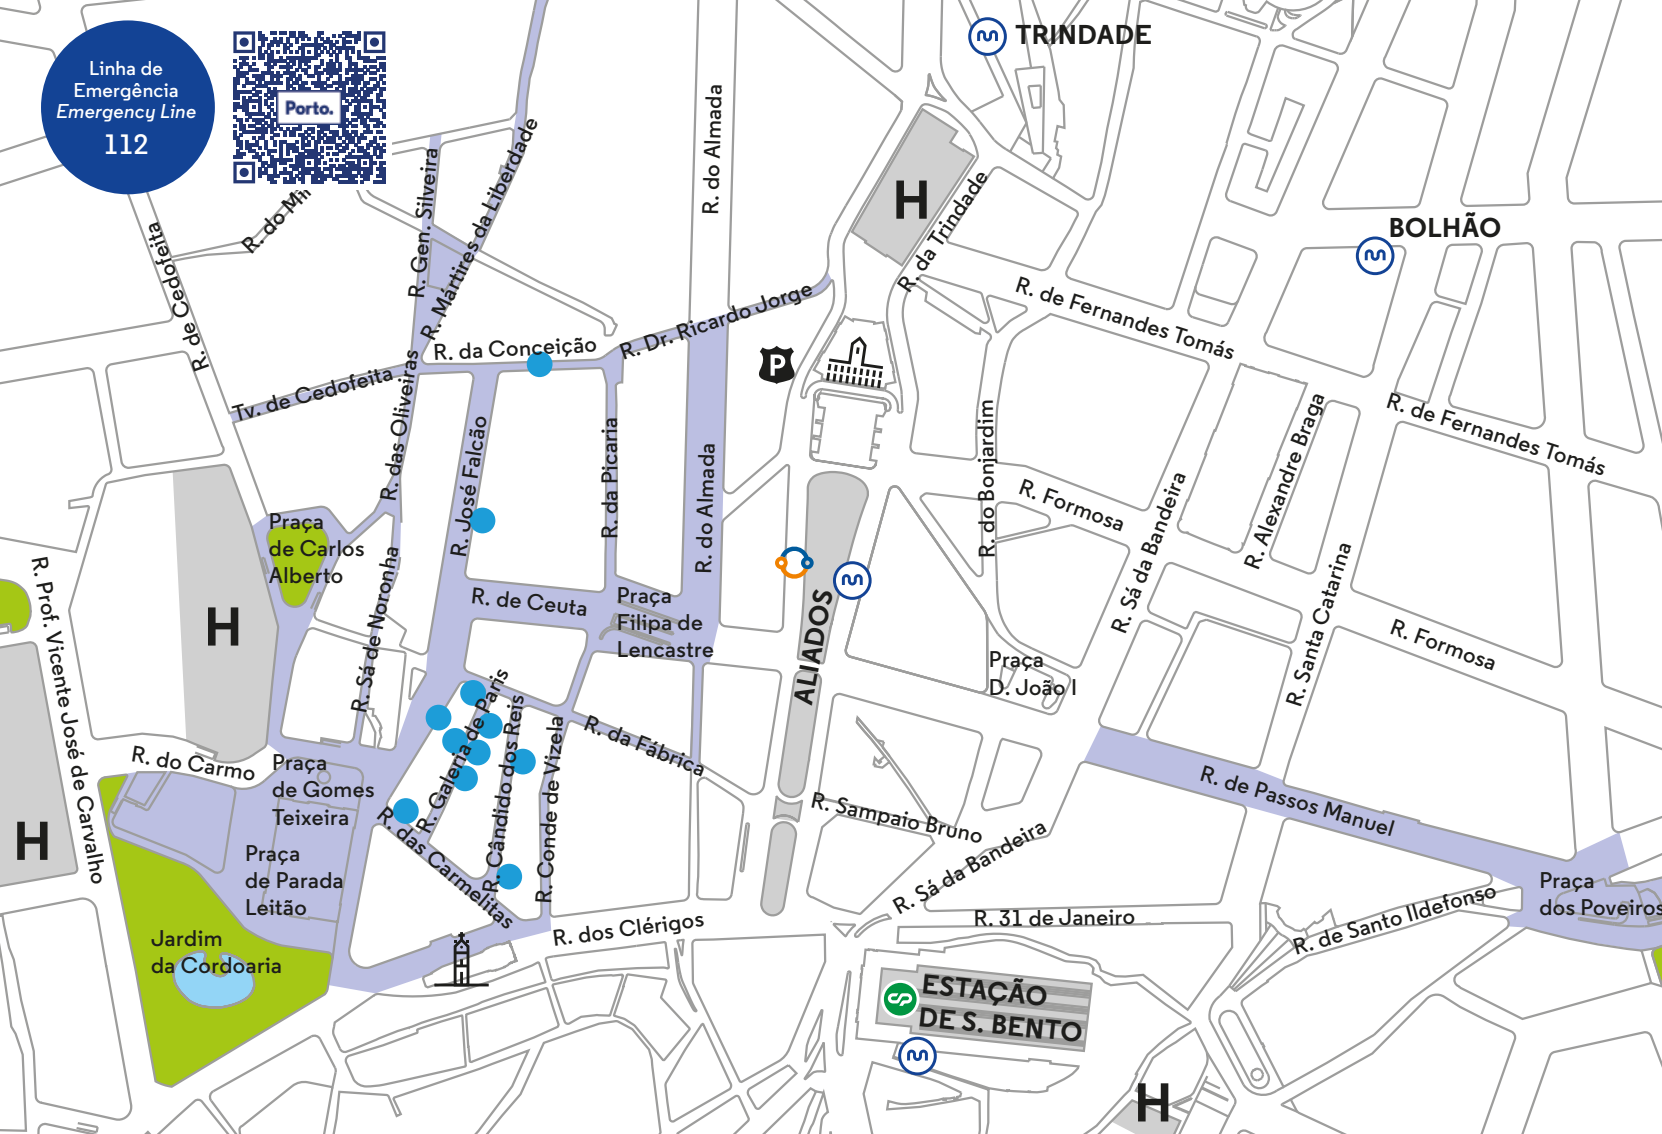 Linha de
Emergência
Emergency Line
112
Porto.
TRINDADE
BOLHÃO
R. do Almada
H
R. da Trindade
R. do Min
R. de Cedofeita
R. Gen. Silveira
R. Mártires da Liberdade
R. da Conceição
R. Dr. Ricardo Jorge
R. de Fernandes Tomás
P
Tv. de Cedofeita
R. das Oliveiras
R. José Falcão
R. da Picaria
R. do Almada
R. do Bonjardim
R. Formosa
R. Sá da Bandeira
R. Alexandre Braga
R. de Fernandes Tomás
Praça
de Carlos
Alberto
H
R. Sá de Noronha
R. de Ceuta
Praça
Filipa de
Lencastre
ALIADOS
Praça
D. João I
R. Santa Catarina
R. Formosa
R. Prof. Vicente José de Carvalho
H
R. do Carmo
Praça
de Gomes
Teixeira
Praça
de Parada
Leitão
R. Galeria de Paris
R. Cândido dos Reis
R. Conde de Vizela
R. da Fábrica
R. das Carmelitas
R. Sampaio Bruno
R. Sá da Bandeira
R. de Passos Manuel
Praça
dos Poveiros
R. de Santo Ildefonso
R. 31 de Janeiro
R. dos Clérigos
Jardim
da Cordoaria
ESTAÇÃO
DE S. BENTO
H